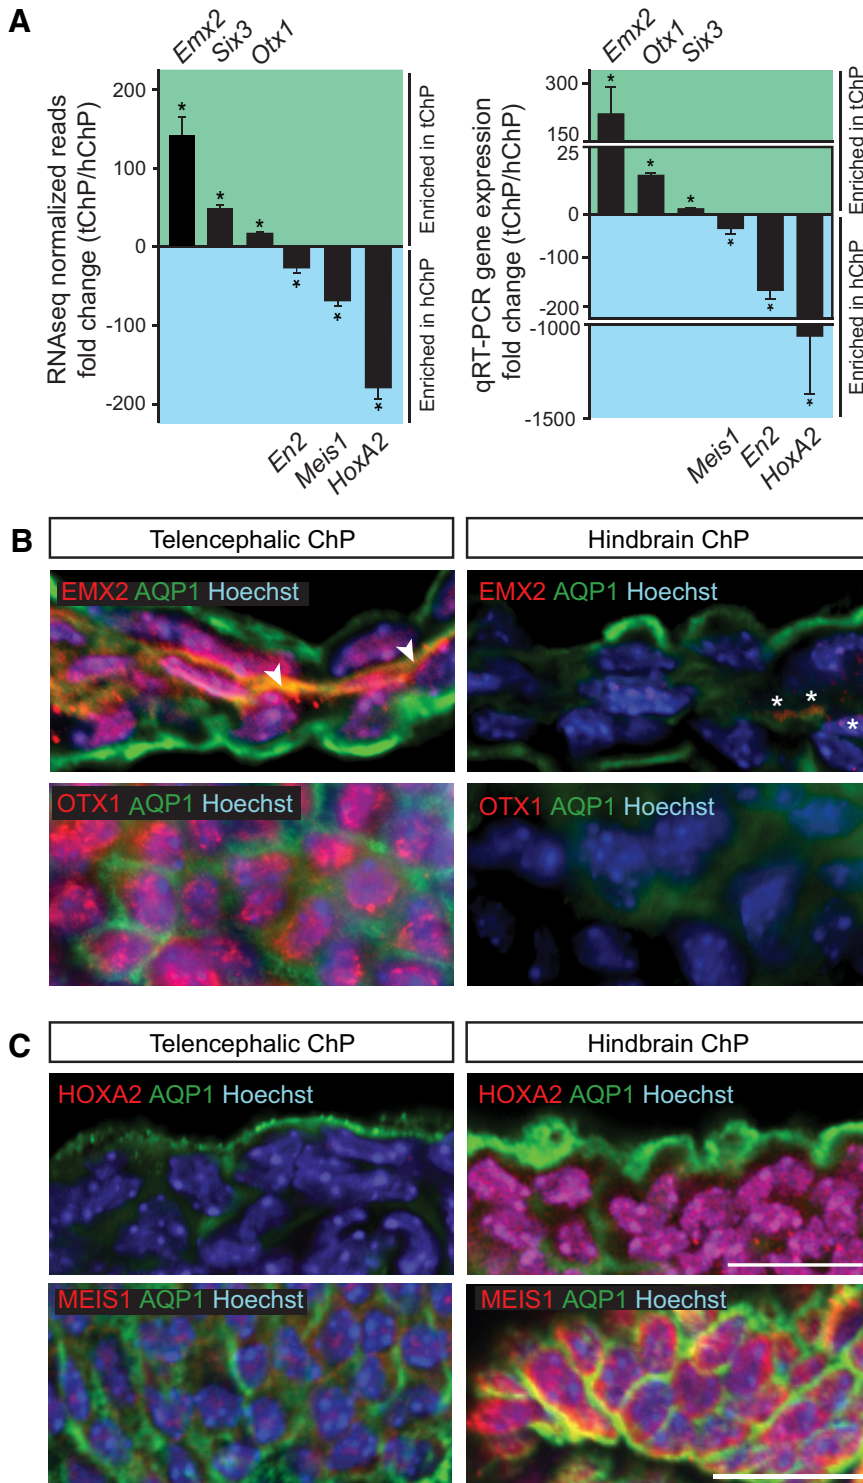 A
Emx2
Six3
Otx1
RNAseq normalized reads
fold change (tChP/hChP)
200
100
0
-100
-200
Enriched in tChP
Enriched in hChP
*
*
*
*
*
*
En2
Meis1
HoxA2
Emx2
Otx1
Six3
qRT-PCR gene expression
fold change (tChP/hChP)
300
150
25
0
-100
-200
-1000
-1500
Enriched in tChP
Enriched in hChP
*
*
*
*
*
*
Meis1
En2
HoxA2
B
Telencephalic ChP
Hindbrain ChP
EMX2 AQP1 Hoechst
EMX2 AQP1 Hoechst
* * *
OTX1 AQP1 Hoechst
OTX1 AQP1 Hoechst
C
Telencephalic ChP
Hindbrain ChP
HOXA2 AQP1 Hoechst
HOXA2 AQP1 Hoechst
MEIS1 AQP1 Hoechst
MEIS1 AQP1 Hoechst